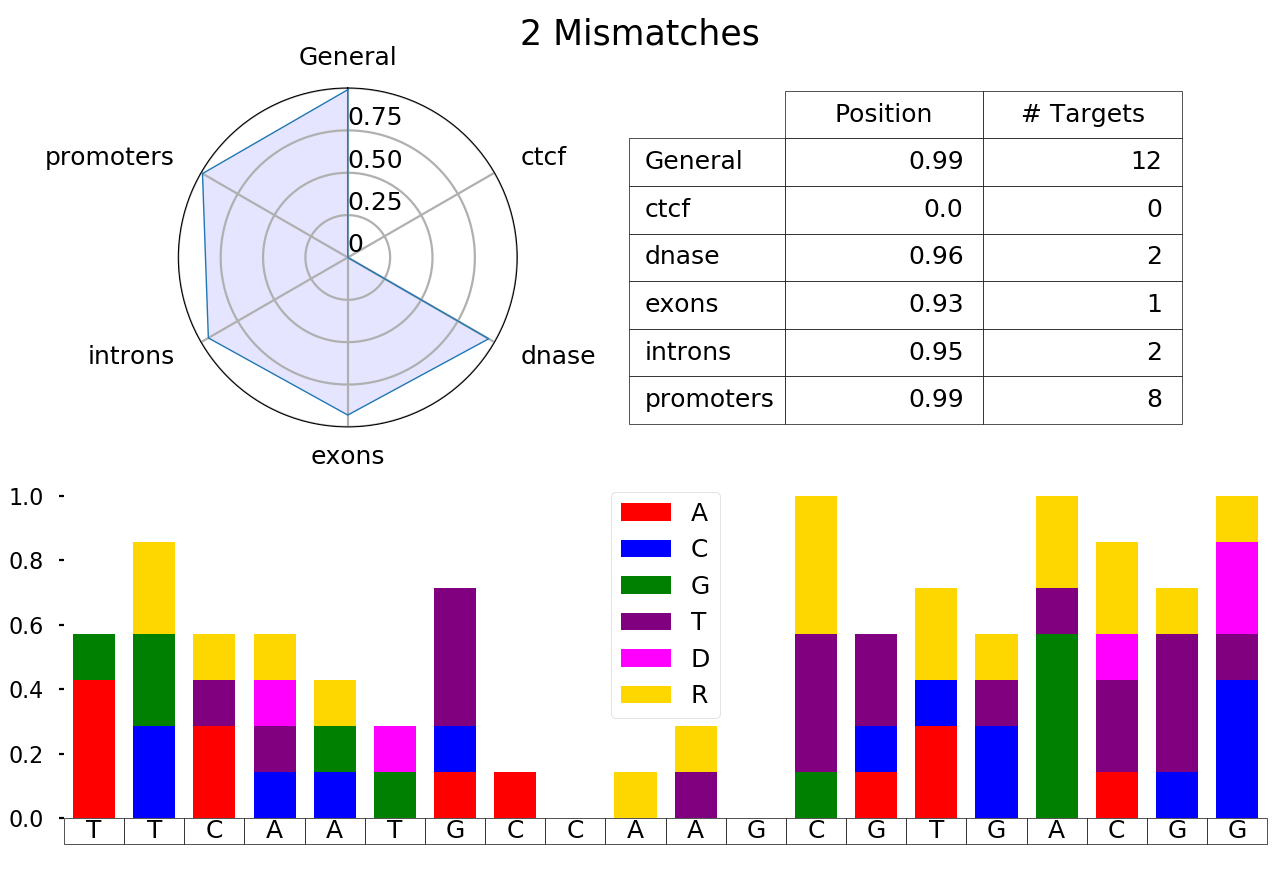 2 Mismatches
General
0.75
promoters
ctcf
0.50
0.25
0
introns
dnase
exons
Position # Targets
General 0.99 12
ctcf 0.0 0
dnase 0.96 2
exons 0.93 1
introns 0.95 2
promoters 0.99 8
1.0
0.8
0.6
0.4
0.2
0.0
A
C
G
T
D
R
T T C A A T G C C A A G C G T G A C G G